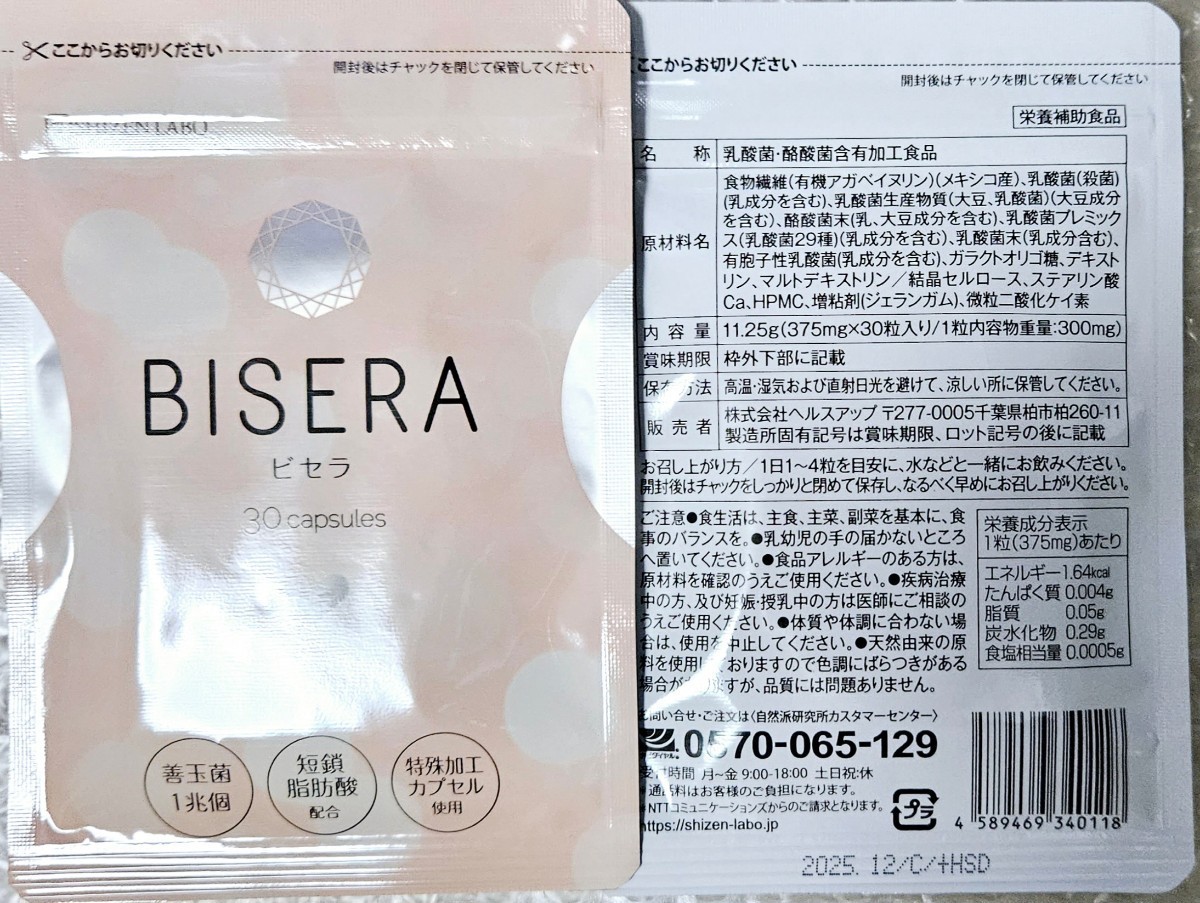 ここからお切りください
開封後はチャックを閉じて保管してください
SHIZEN LABO
BISERA
ビセラ
30 capsules
善玉菌
1兆個
短鎖
脂肪酸
配合
特殊加工
カプセル
使用
ここからお切りください
開封後はチャックを閉じて保管してください
栄養補助食品
名 称 乳酸菌・酪酸菌含有加工食品
原材料名 食物繊維(有機アガベイヌリン)(メキシコ産)、乳酸菌(殺菌)
(乳成分を含む)、乳酸菌生産物質(大豆、乳酸菌)(大豆成分
を含む)、酪酸菌末(乳、大豆成分を含む)、乳酸菌プレミック
ス(乳酸菌29種)(乳成分を含む)、乳酸菌末(乳成分含む)、
有胞子性乳酸菌(乳成分を含む)、ガラクトオリゴ糖、デキスト
リン、マルトデキストリン/結晶セルロース、ステアリン酸
Ca、HPMC、増粘剤(ジェランガム)、微粒二酸化ケイ素
内容量 11.25g(375mg×30粒入り/1粒内容物重量:300mg)
賞味期限 枠外下部に記載
保存方法 高温・湿気および直射日光を避けて、涼しい所に保管してください。
販売者 株式会社ヘルスアップ 〒277-0005千葉県柏市柏260-11
製造所固有記号は賞味期限、ロット記号の後に記載
お召し上がり方/1日1~4粒を目安に、水などと一緒にお飲みください。
開封後はチャックをしっかりと閉めて保存し、なるべく早めにお召し上がりください。
ご注意●食生活は、主食、主菜、副菜を基本に、食
事のバランスを。●乳幼児の手の届かないところ
へ置いてください。●食品アレルギーのある方は、
原材料を確認のうえご使用ください。●疾病治療
中の方、及び妊娠・授乳中の方は医師にご相談の
うえご使用ください。●体質や体調に合わない場
合は、使用を中止してください。●天然由来の原
料を使用しておりますので色調にばらつきがある
場合がありますが、品質には問題ありません。
栄養成分表示
1粒(375mg)あたり
エネルギー1.64kcal
たんぱく質 0.004g
脂質 0.05g
炭水化物 0.29g
食塩相当量 0.0005g
お問い合せ・ご注文は〈自然派研究所カスタマーセンター〉
0570-065-129
受付時間 月~金 9:00-18:00 土日祝:休
通話料はお客様のご負担になります。
NTTコミュニケーションズからのご請求となります。
https://shizen-labo.jp
プラ
4 589469 340118
2025. 12/C/+HSD